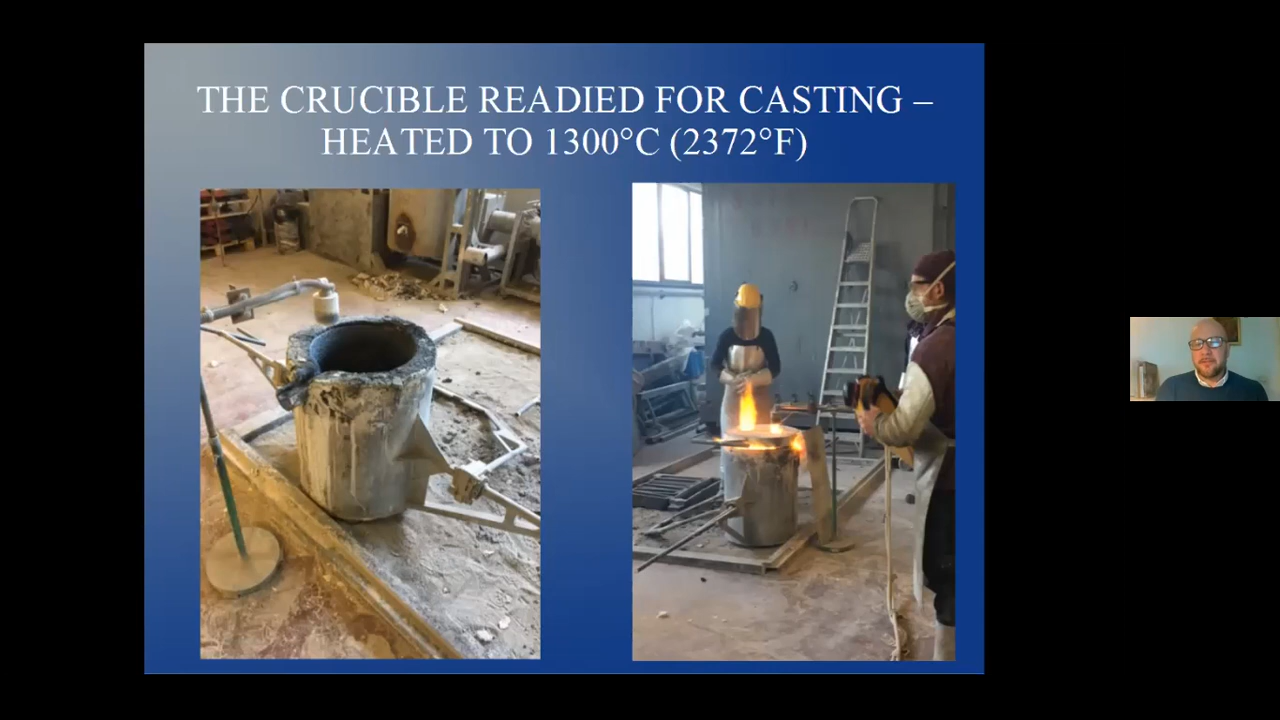 THE CRUCIBLE READIED FOR CASTING –
HEATED TO 1300°C (2372°F)